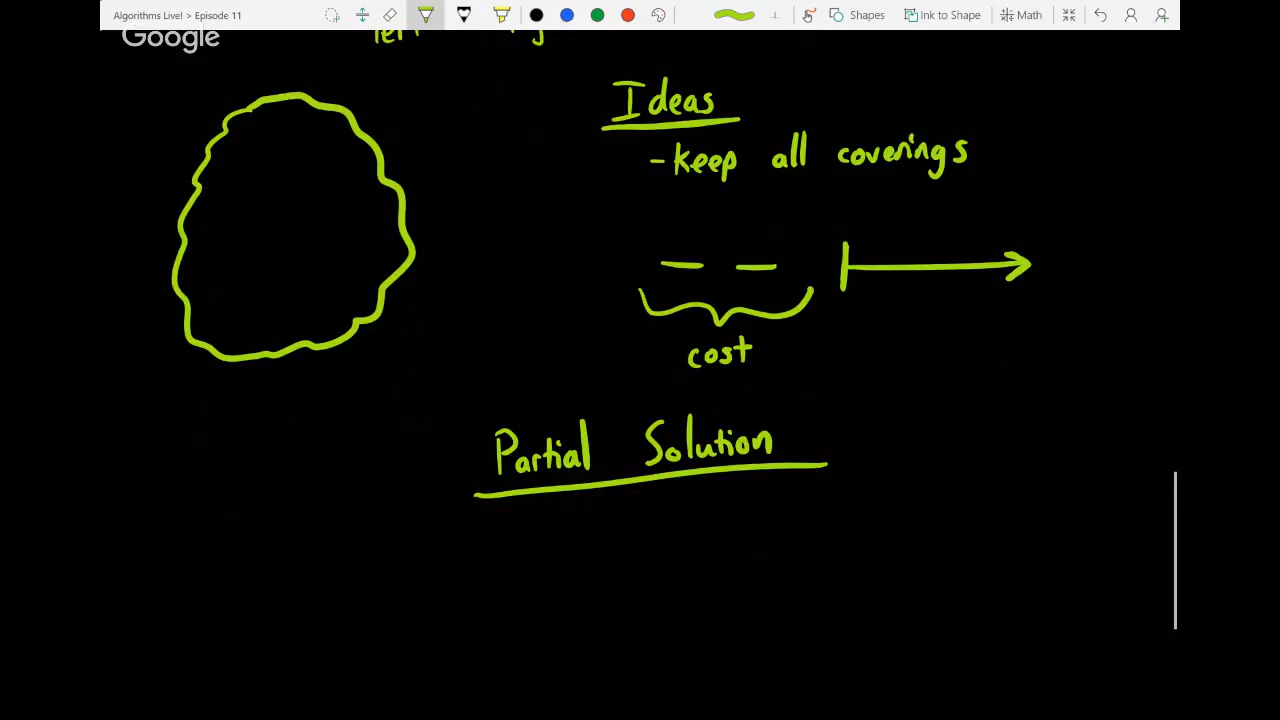 Algorithms Live! > Episode 11
Shapes
Ink to Shape
Math
Google
Ideas
- keep all coverings
cost
Partial Solution